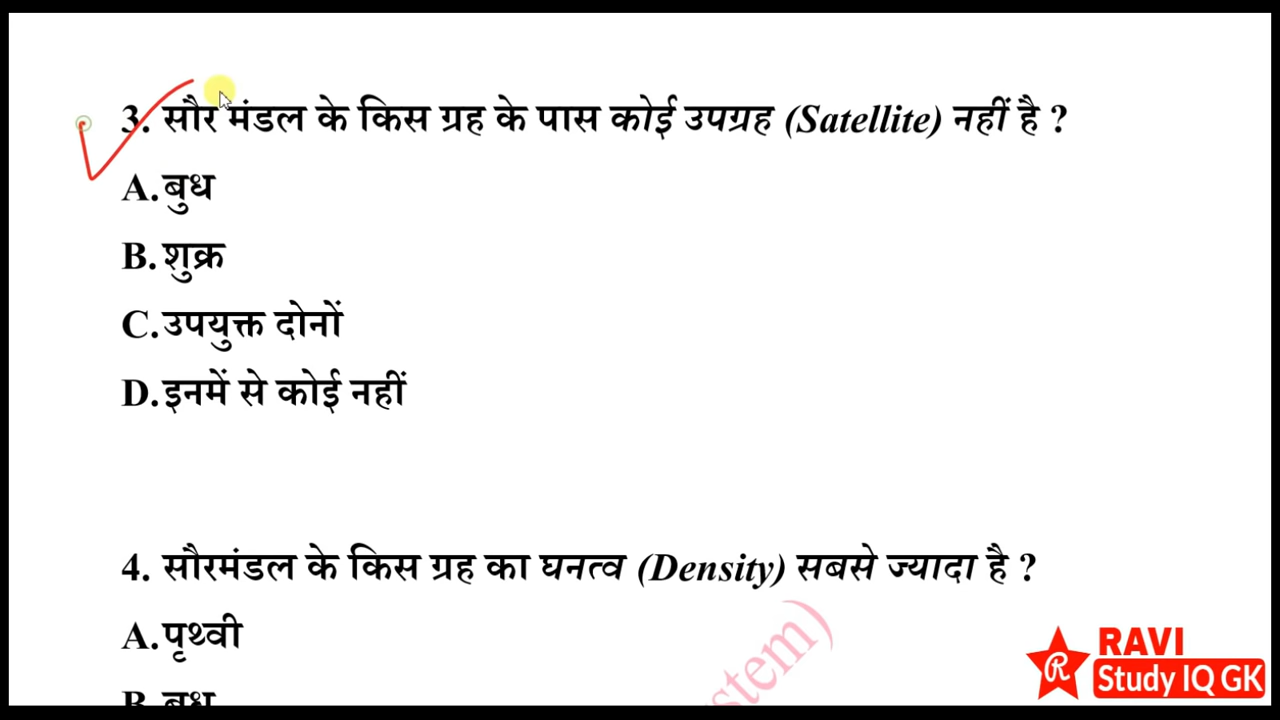 3. सौर मंडल के किस ग्रह के पास कोई उपग्रह (Satellite) नहीं है ?
A. बुध
B. शुक्र
C. उपयुक्त दोनों
D. इनमें से कोई नहीं
4. सौरमंडल के किस ग्रह का घनत्व (Density) सबसे ज्यादा है ?
A. पृथ्वी
B. बुध
stem)
R
RAVI
Study IQ GK